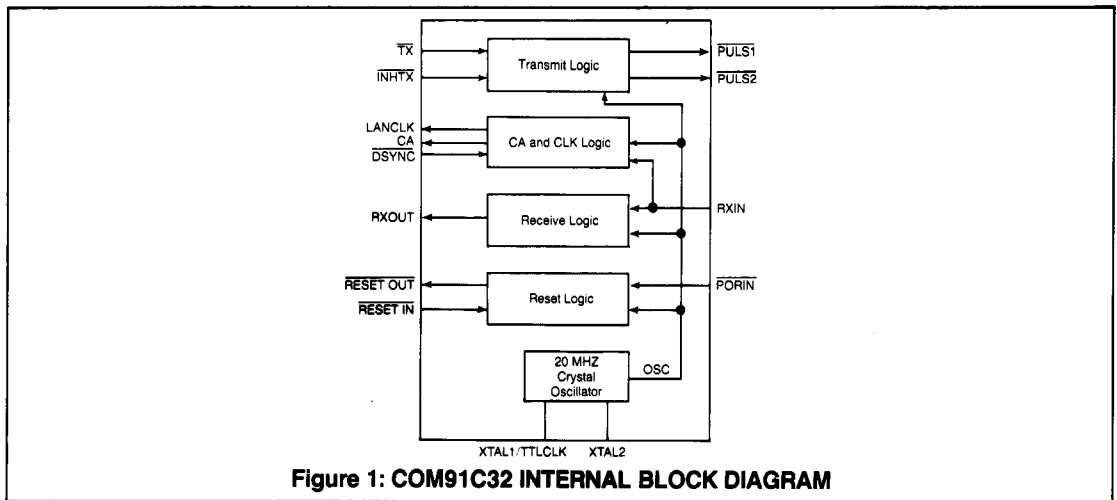 TX
INHTX
Transmit Logic
PULS1
PULS2
LANCLK
CA
DSYNC
CA and CLK Logic
RXOUT
Receive Logic
RXIN
RESET OUT
RESET IN
Reset Logic
PORIN
20 MHZ
Crystal
Oscillator
OSC
XTAL1/TTLCLK XTAL2
Figure 1: COM91C32 INTERNAL BLOCK DIAGRAM